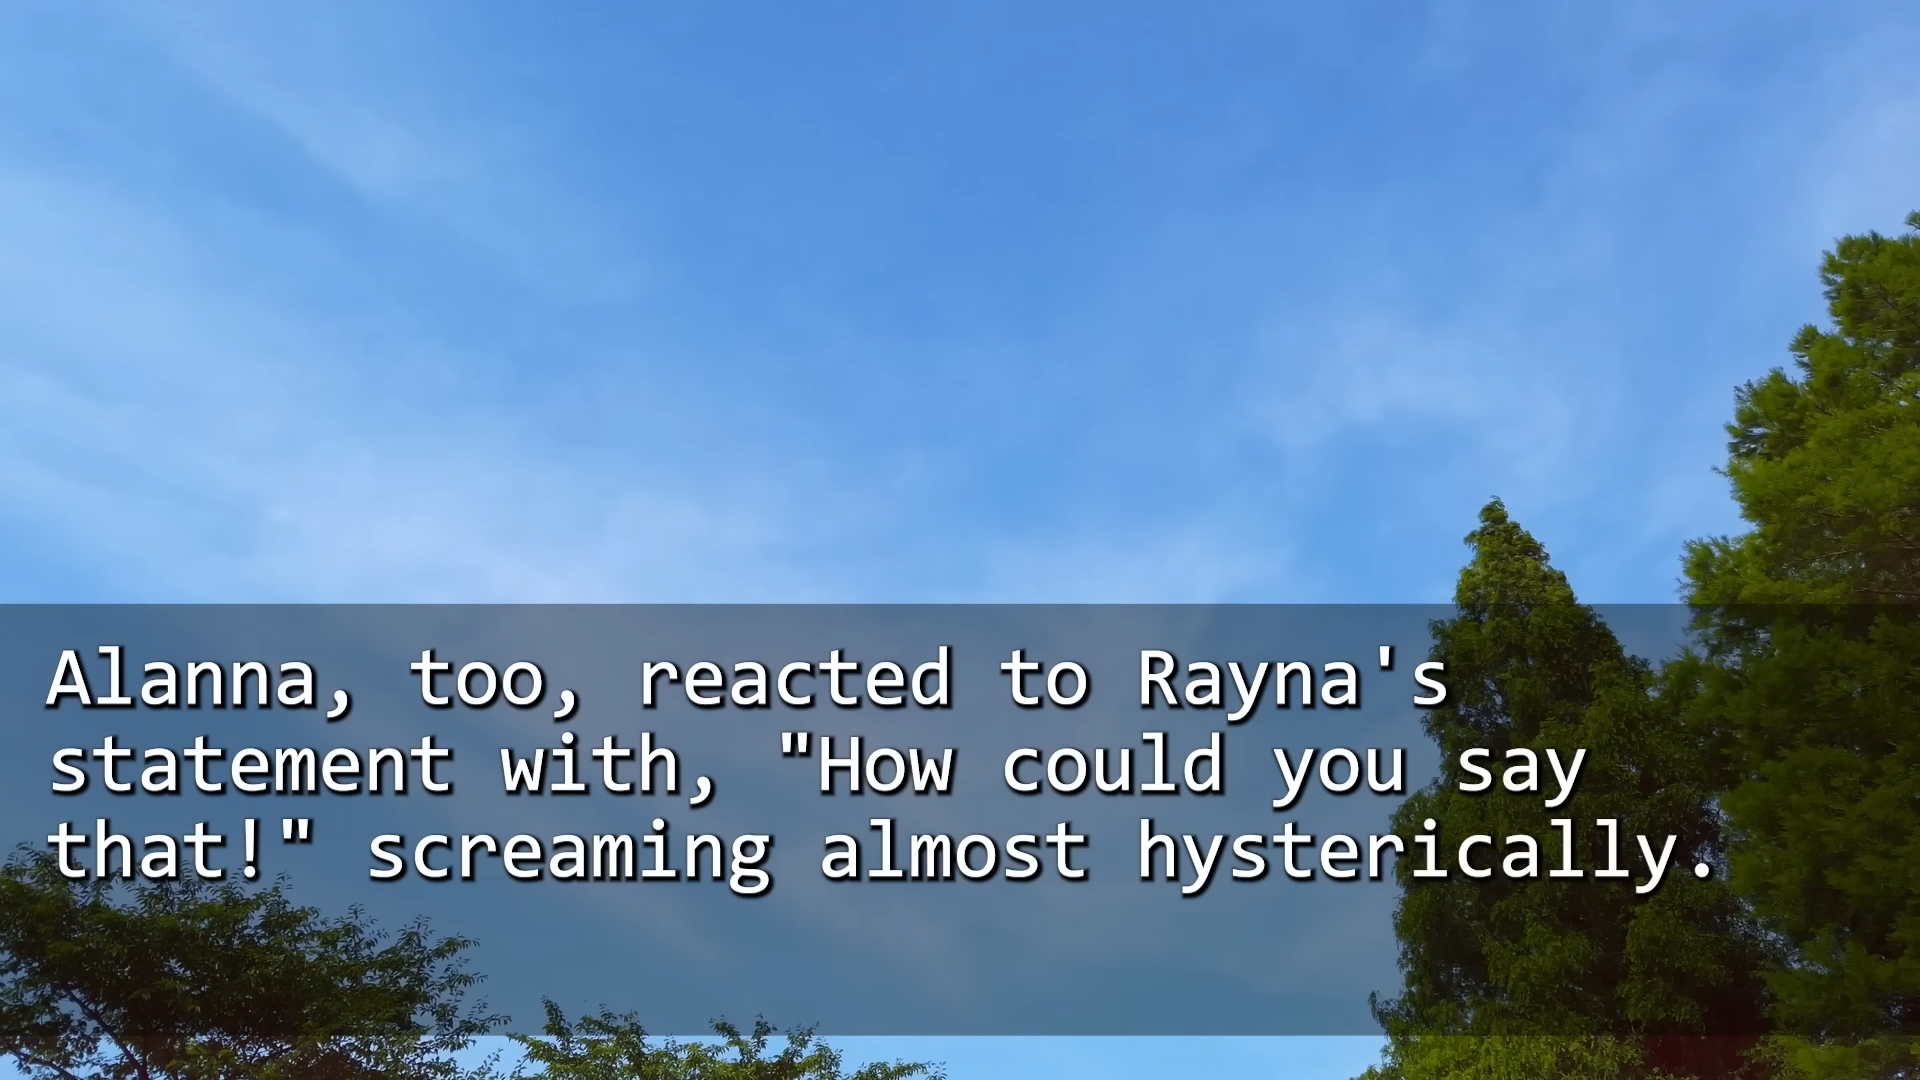 Alanna, too, reacted to Rayna's
statement with, "How could you say
that!" screaming almost hysterically.